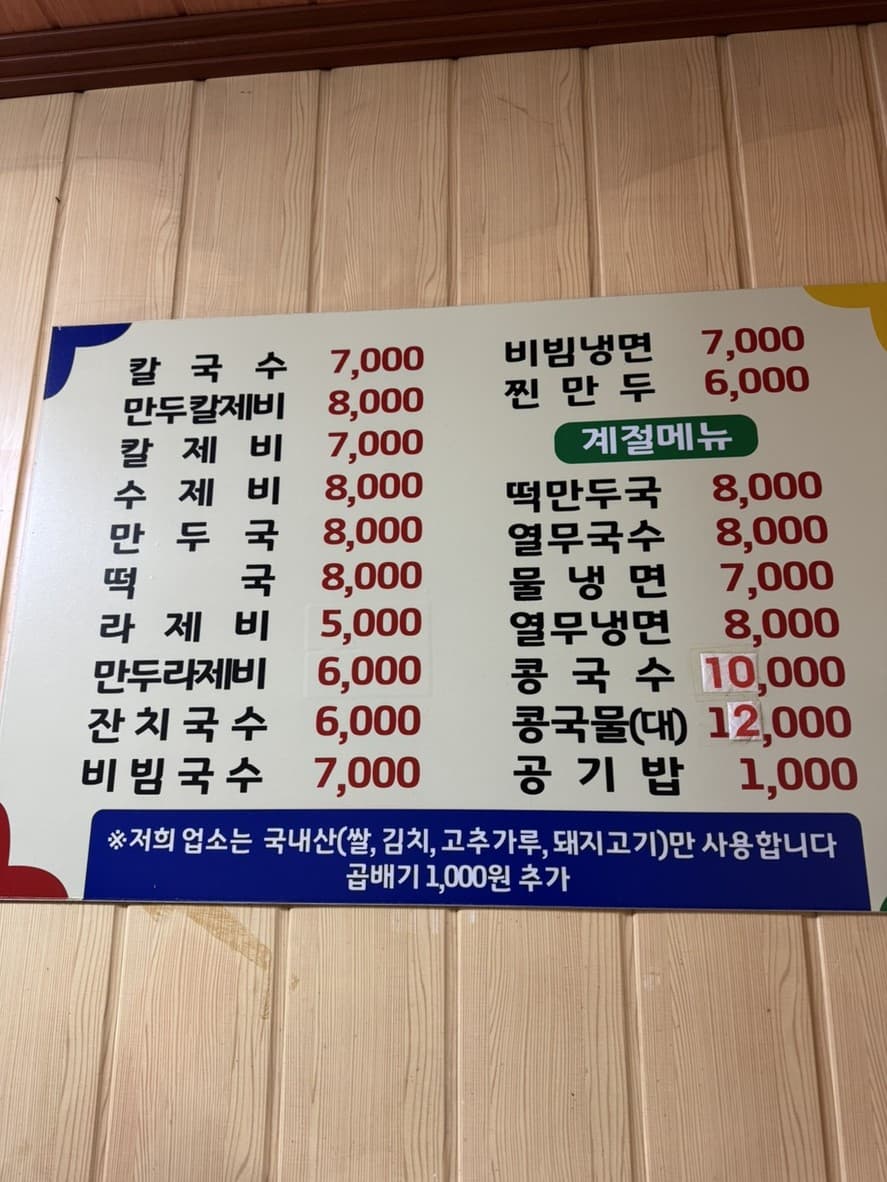 칼국수 7,000
만두칼제비 8,000
칼제비 7,000
수제비 8,000
만두국 8,000
떡국 8,000
라제비 5,000
만두라제비 6,000
잔치국수 6,000
비빔국수 7,000
비빔냉면 7,000
찐만두 6,000
계절메뉴
떡만두국 8,000
열무국수 8,000
물냉면 7,000
열무냉면 8,000
콩국수 10,000
콩국물(대) 12,000
공기밥 1,000
※저희 업소는 국내산(쌀, 김치, 고추가루, 돼지고기)만 사용합니다
곱배기 1,000원 추가